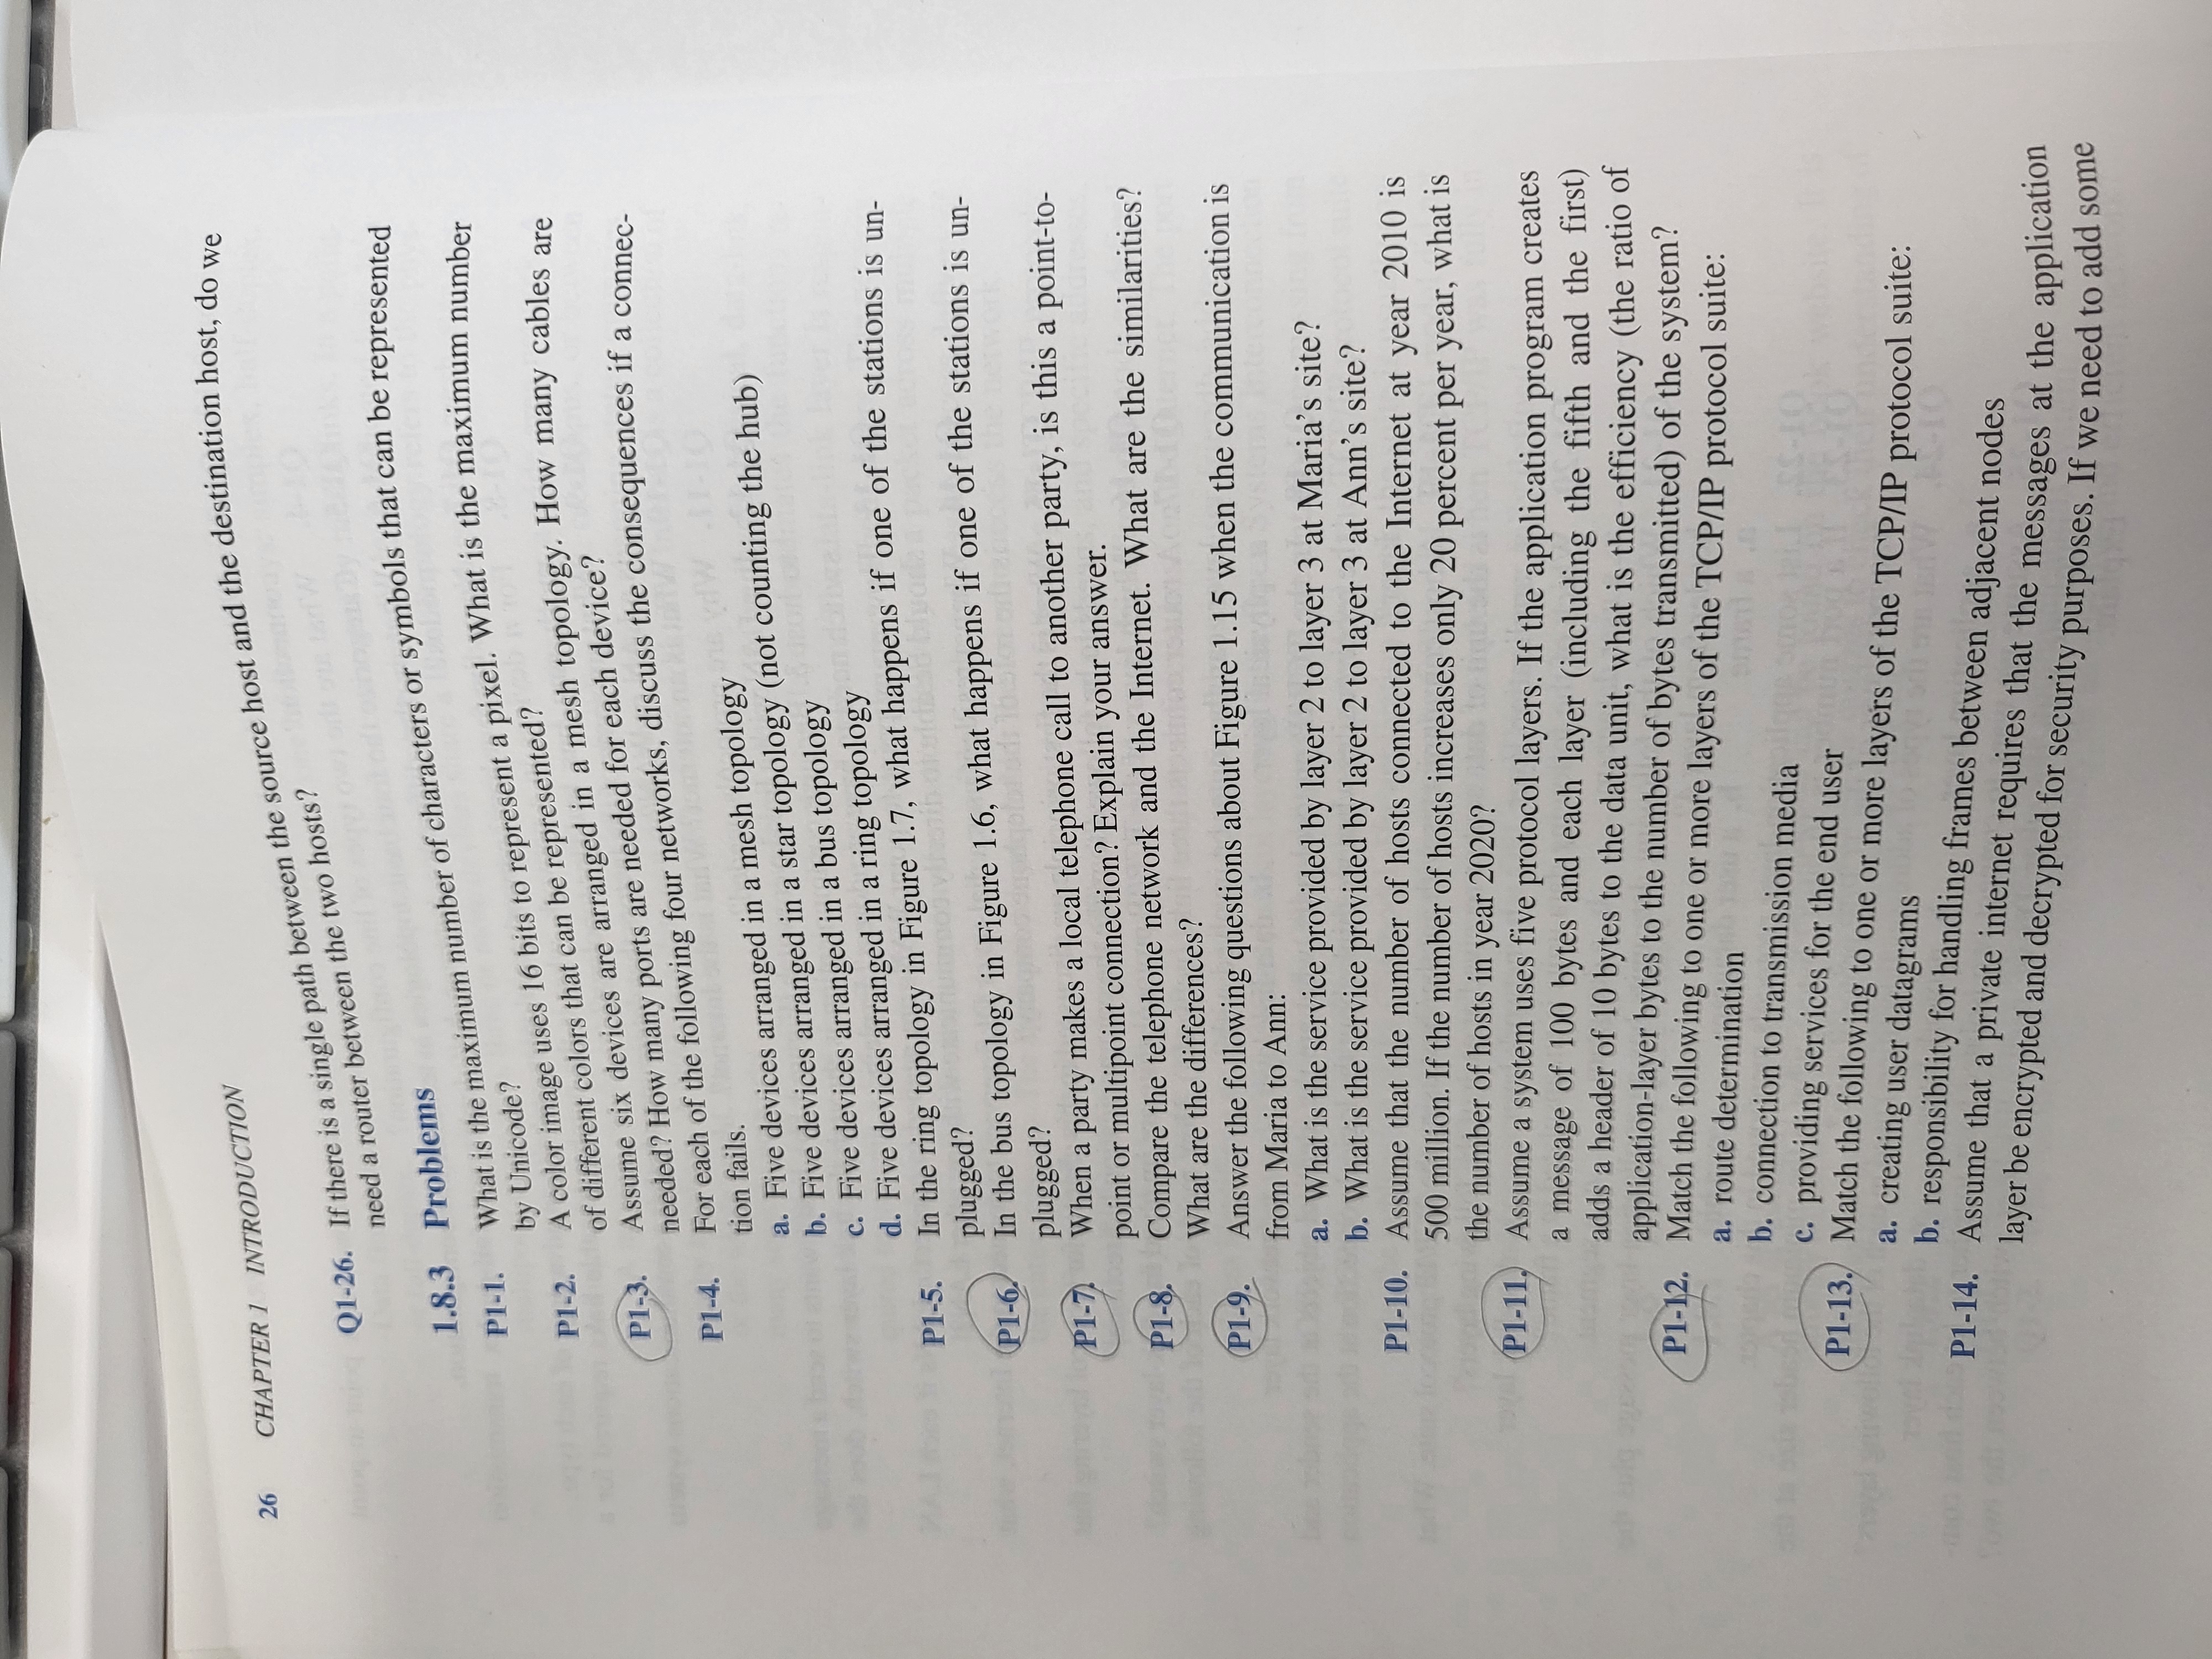 26 CHAPTER 1 INTRODUCTION
Q1-26. If there is a single path between the source host and the destination host, do we
need a router between the two hosts?
1.8.3 Problems
P1-1. What is the maximum number of characters or symbols that can be represented
by Unicode?
P1-2. A color image uses 16 bits to represent a pixel. What is the maximum number
of different colors that can be represented?
P1-3. Assume six devices are arranged in a mesh topology. How many cables are
needed? How many ports are needed for each device?
P1-4. For each of the following four networks, discuss the consequences if a connec-
tion fails.
a. Five devices arranged in a mesh topology
b. Five devices arranged in a star topology (not counting the hub)
c. Five devices arranged in a bus topology
d. Five devices arranged in a ring topology
P1-5. In the ring topology in Figure 1.7, what happens if one of the stations is un-
plugged?
P1-6. In the bus topology in Figure 1.6, what happens if one of the stations is un-
plugged?
P1-7. When a party makes a local telephone call to another party, is this a point-to-
point or multipoint connection? Explain your answer.
P1-8. Compare the telephone network and the Internet. What are the similarities?
What are the differences?
P1-9. Answer the following questions about Figure 1.15 when the communication is
from Maria to Ann:
a. What is the service provided by layer 2 to layer 3 at Maria's site?
b. What is the service provided by layer 2 to layer 3 at Ann's site?
P1-10. Assume that the number of hosts connected to the Internet at year 2010 is
500 million. If the number of hosts increases only 20 percent per year, what is
the number of hosts in year 2020?
P1-11. Assume a system uses five protocol layers. If the application program creates
a message of 100 bytes and each layer (including the fifth and the first)
adds a header of 10 bytes to the data unit, what is the efficiency (the ratio of
application-layer bytes to the number of bytes transmitted) of the system?
P1-12. Match the following to one or more layers of the TCP/IP protocol suite:
a. route determination
b. connection to transmission media
c. providing services for the end user
P1-13. Match the following to one or more layers of the TCP/IP protocol suite:
a. creating user datagrams
b. responsibility for handling frames between adjacent nodes
P1-14. Assume that a private internet requires that the messages at the application
layer be encrypted and decrypted for security purposes. If we need to add some